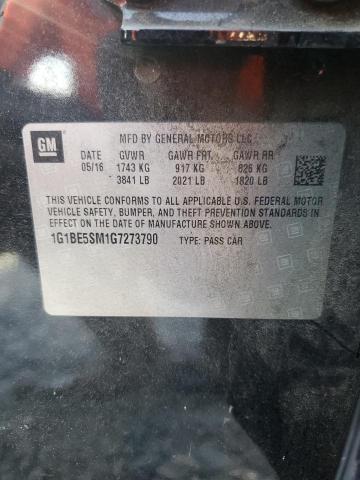 GM
MFD BY GENERAL MOTORS LLC
DATE GVWR GAWR FRT GAWR RR
05/16 1743 KG 917 KG 826 KG
3841 LB 2021 LB 1820 LB
THIS VEHICLE CONFORMS TO ALL APPLICABLE U.S. FEDERAL MOTOR
VEHICLE SAFETY, BUMPER, AND THEFT PREVENTION STANDARDS
IN EFFECT ON THE DATE OF MANUFACTURE SHOWN ABOVE.
1G1BE5SM1G7273790 TYPE: PASS CAR